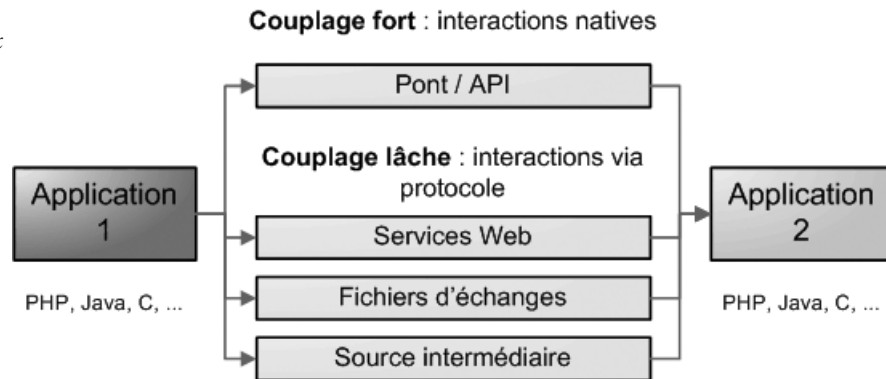 Couplage fort : interactions natives
Pont / API
Couplage lâche : interactions via
protocole
Application
1
Services Web
Application
2
Fichiers d'échanges
PHP, Java, C, ...
PHP, Java, C, ...
Source intermédiaire